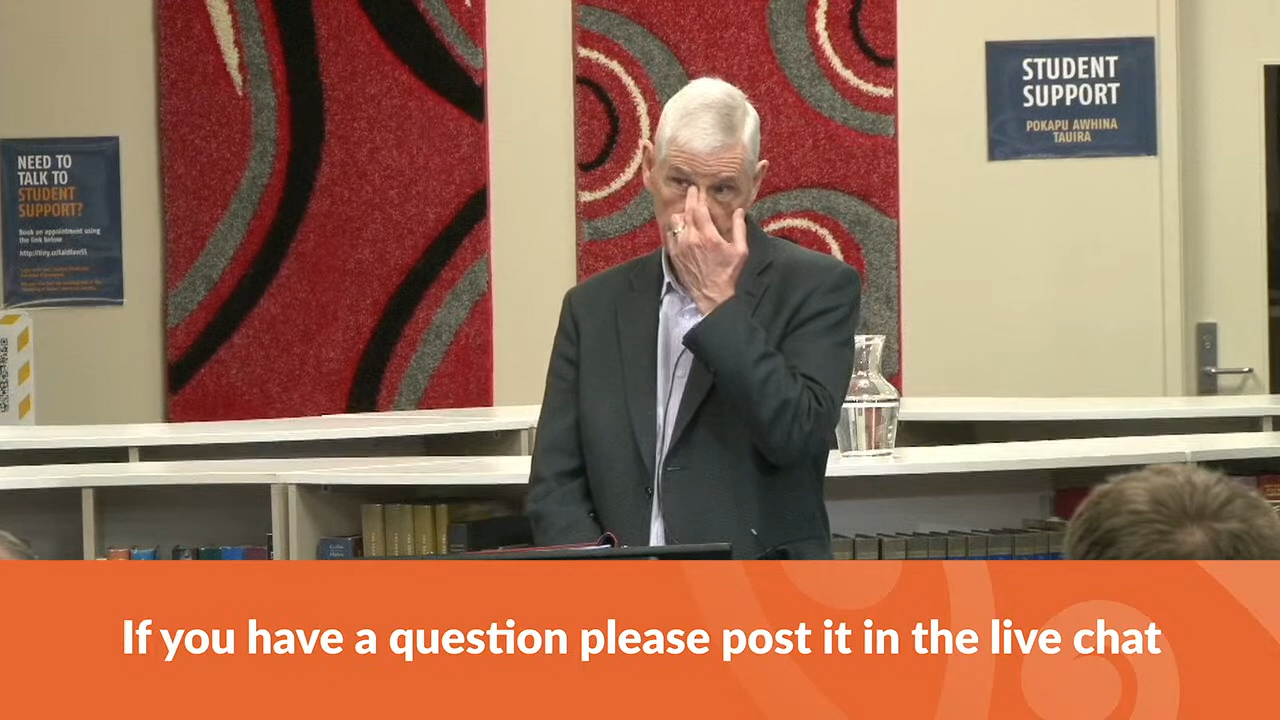 NEED TO
TALK TO
STUDENT
SUPPORT?
Book an appointment using
the link below
STUDENT
SUPPORT
POKAPU AWHINA
TAUIRA
If you have a question please post it in the live chat